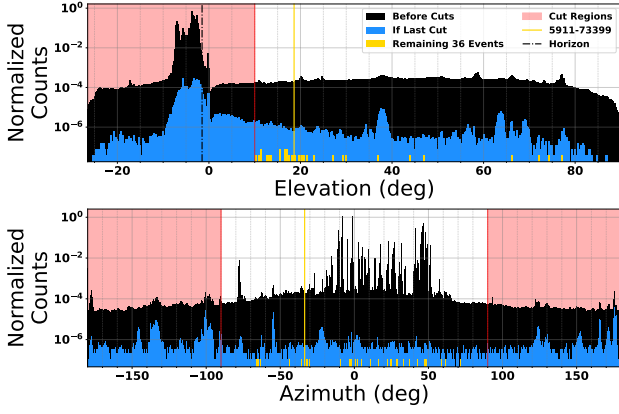 Normalized
Counts
10⁰
10⁻²
10⁻⁴
10⁻⁶
Before Cuts
If Last Cut
Remaining 36 Events
Cut Regions
5911-73399
Horizon
−20 0 20 40 60 80
Elevation (deg)
Normalized
Counts
10⁰
10⁻²
10⁻⁴
10⁻⁶
−150 −100 −50 0 50 100 150
Azimuth (deg)